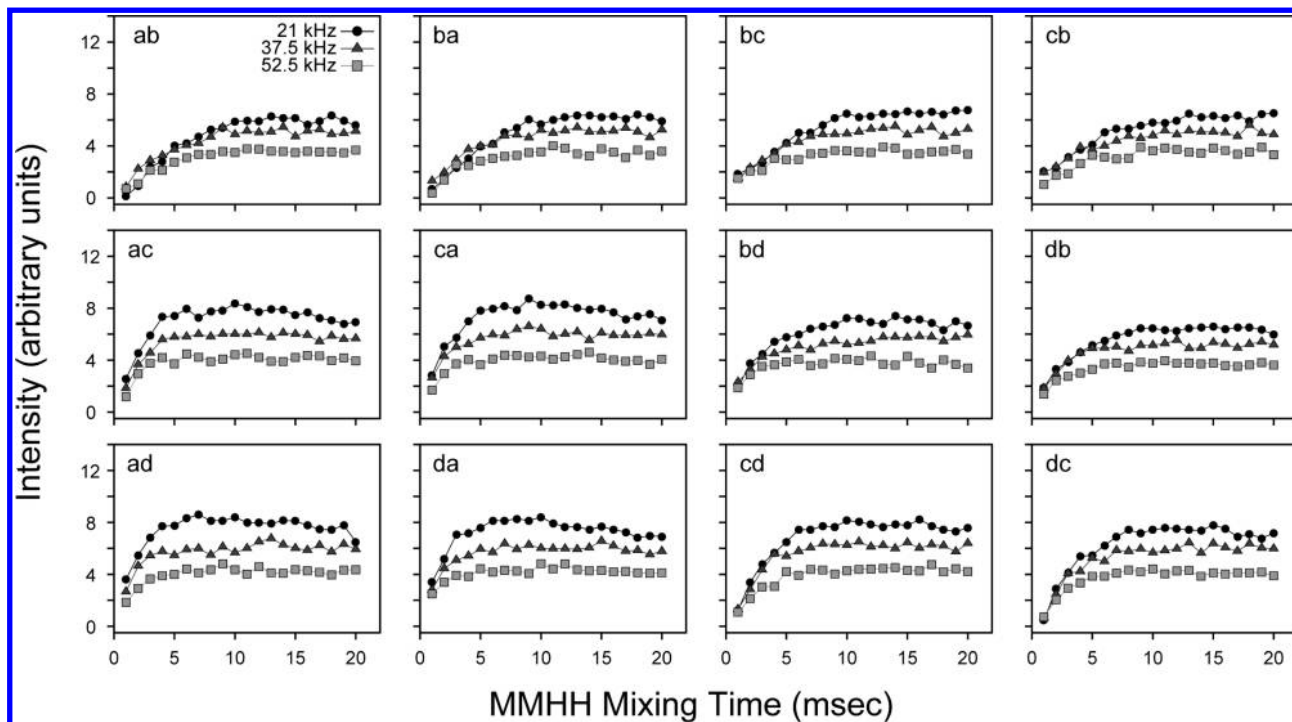 ab
21 kHz
37.5 kHz
52.5 kHz
ba
bc
cb
12
8
4
0
ac
ca
bd
db
12
8
4
0
ad
da
cd
dc
12
8
4
0
0 5 10 15 20 0 5 10 15 20 0 5 10 15 20 0 5 10 15 20
Intensity (arbitrary units)
MMHH Mixing Time (msec)